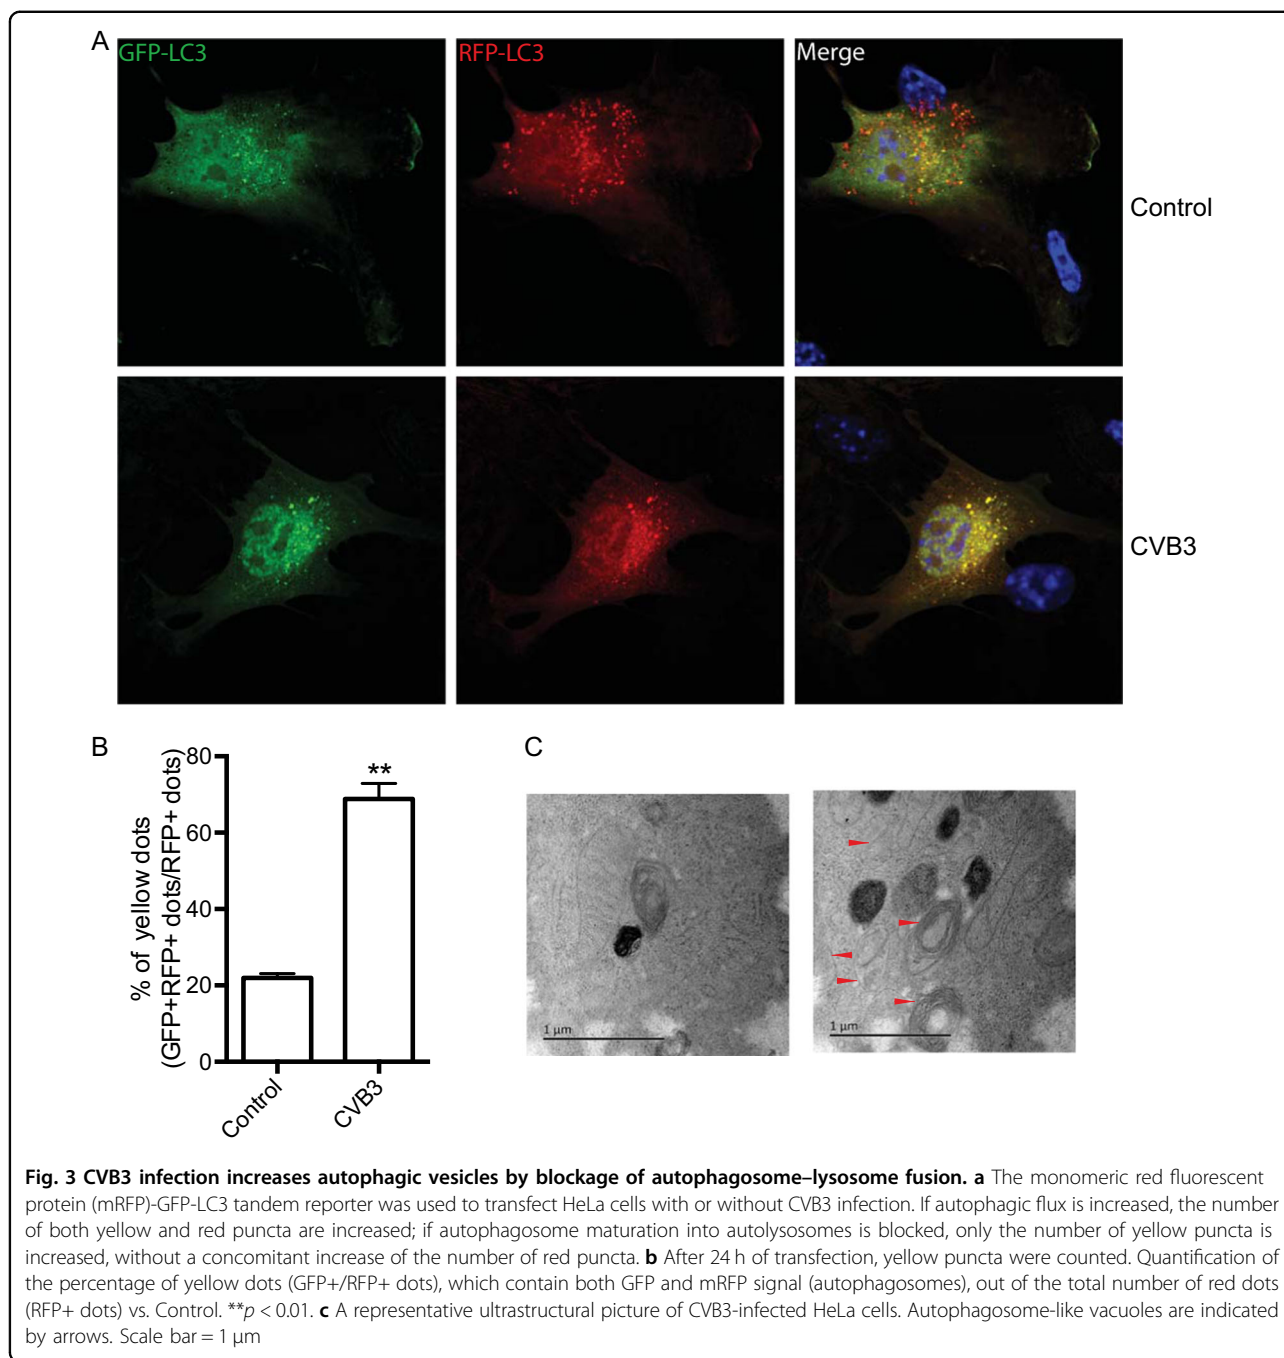 A
GFP-LC3
RFP-LC3
Merge
Control
CVB3
B
% of yellow dots
(GFP+RFP+ dots/RFP+ dots)
80
60
40
20
0
**
Control
CVB3
C
1 μm
1 μm
Fig. 3 CVB3 infection increases autophagic vesicles by blockage of autophagosome–lysosome fusion. a The monomeric red fluorescent
protein (mRFP)-GFP-LC3 tandem reporter was used to transfect HeLa cells with or without CVB3 infection. If autophagic flux is increased, the number
of both yellow and red puncta are increased; if autophagosome maturation into autolysosomes is blocked, only the number of yellow puncta is
increased, without a concomitant increase of the number of red puncta. b After 24 h of transfection, yellow puncta were counted. Quantification of
the percentage of yellow dots (GFP+/RFP+ dots), which contain both GFP and mRFP signal (autophagosomes), out of the total number of red dots
(RFP+ dots) vs. Control. **p < 0.01. c A representative ultrastructural picture of CVB3-infected HeLa cells. Autophagosome-like vacuoles are indicated
by arrows. Scale bar = 1 μm